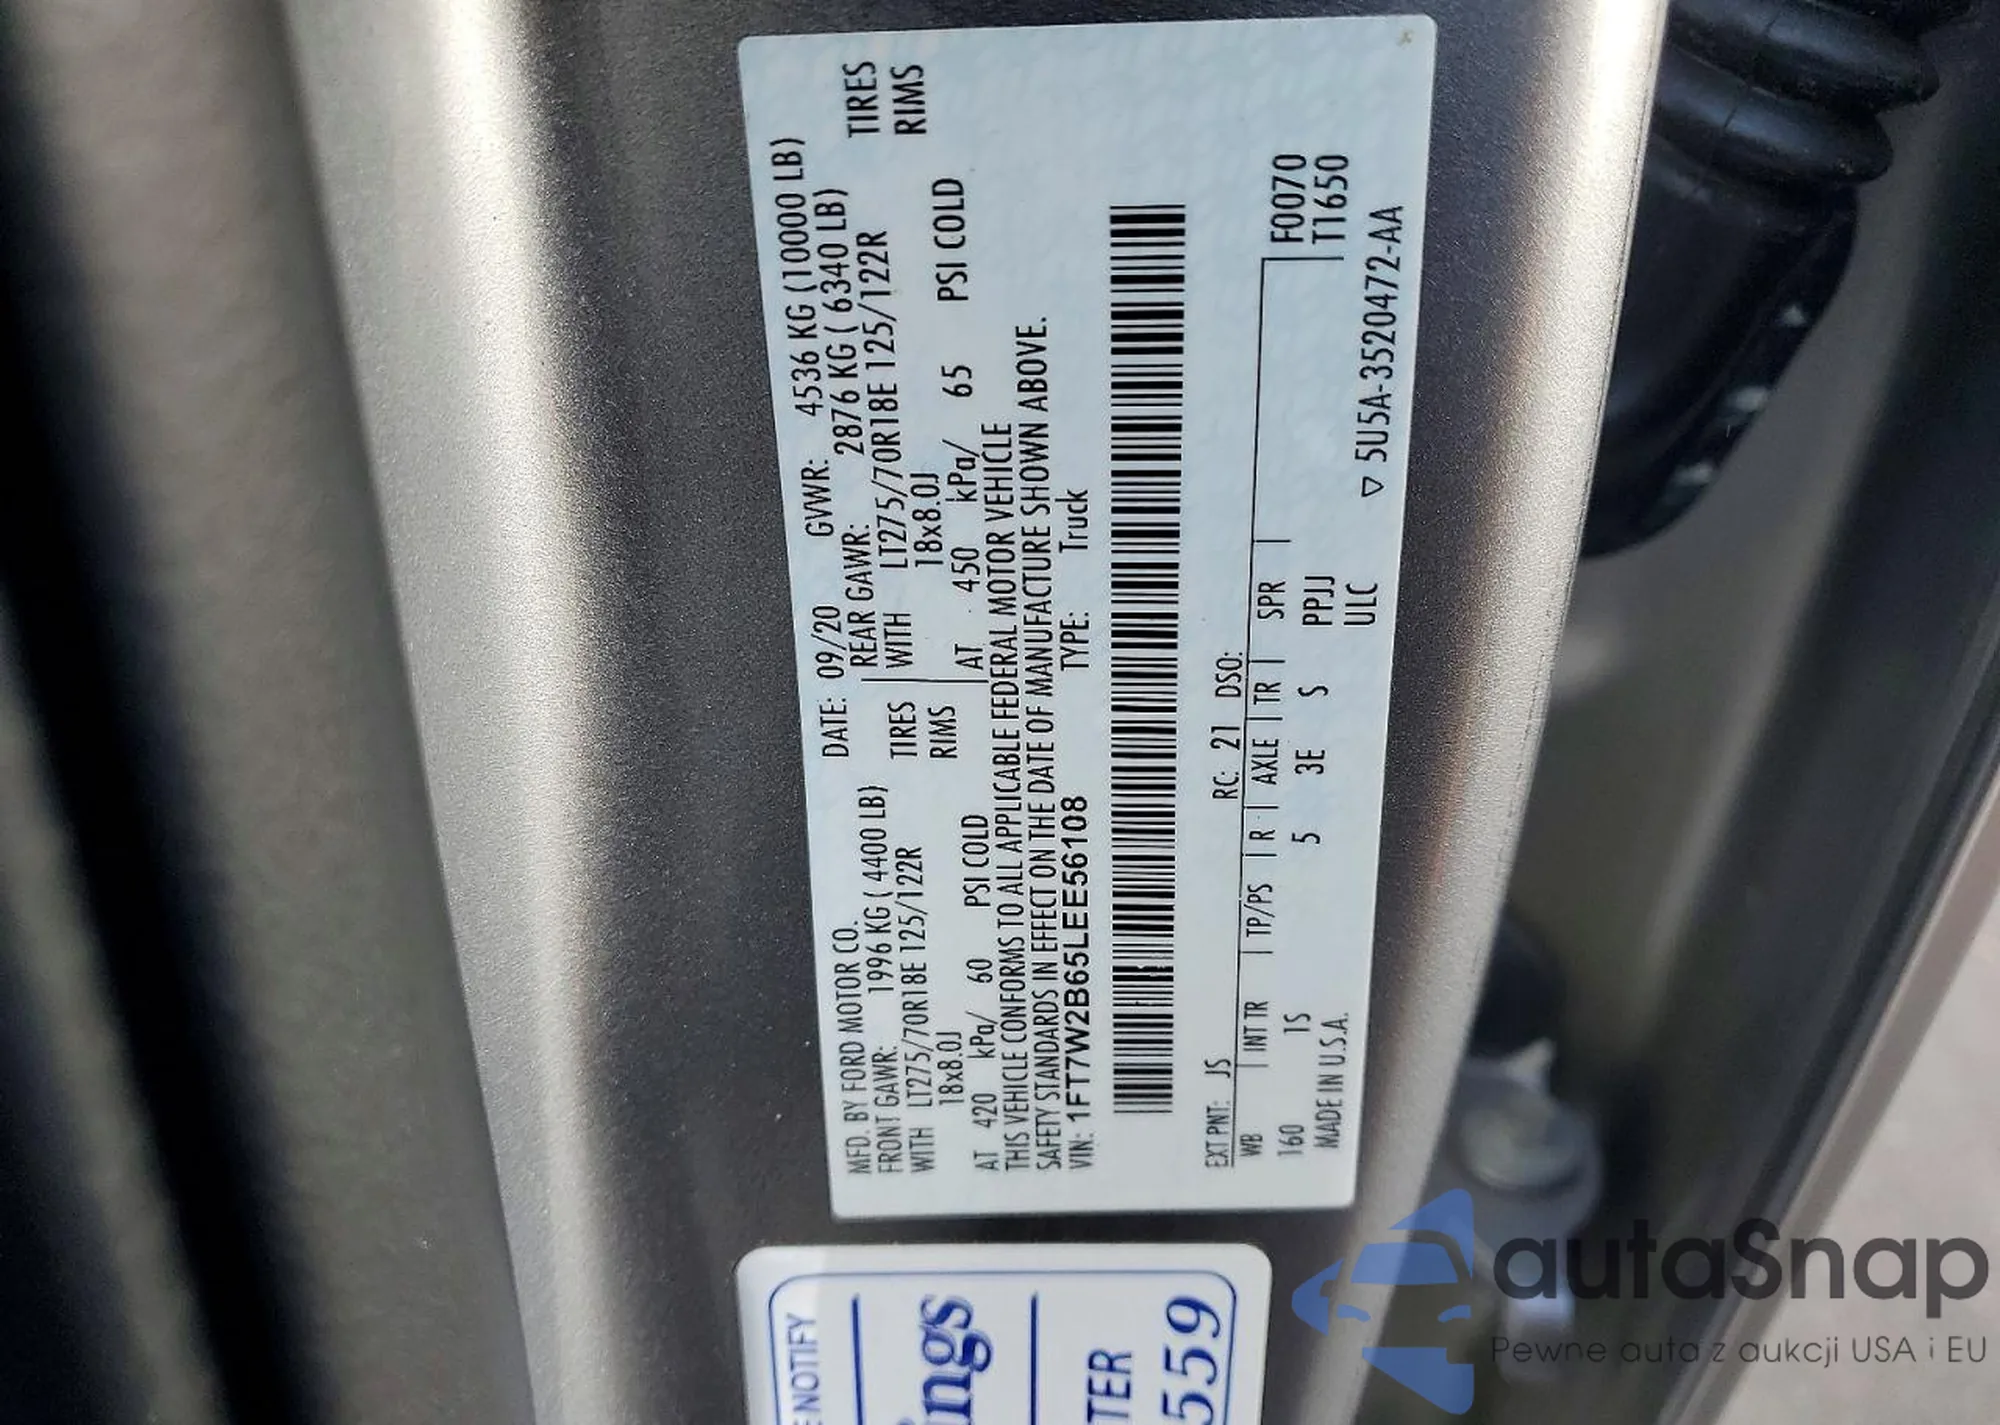 MFD. BY FORD MOTOR CO.
DATE: 09/20 GVWR: 4536 KG (10000 LB)
FRONT GAWR: 1996 KG ( 4400 LB) REAR GAWR: 2876 KG ( 6340 LB)
WITH LT275/70R18E 125/122R TIRES WITH LT275/70R18E 125/122R TIRES
18x8.0J RIMS 18x8.0J RIMS
AT 420 kPa/ 60 PSI COLD AT 450 kPa/ 65 PSI COLD
THIS VEHICLE CONFORMS TO ALL APPLICABLE FEDERAL MOTOR VEHICLE
SAFETY STANDARDS IN EFFECT ON THE DATE OF MANUFACTURE SHOWN ABOVE.
VIN: 1FT7W2B65LEE56108 TYPE: Truck
EXT PNT: JS RC: 21 DSO:
WB INT TR TP/PS R AXLE TR SPR F0070
160 1S 5 3E S PPJJ T1650
MADE IN U.S.A. ULC
▽ 5U5A-3520472-AA
NOTIFY
559
autaSnap
Pewne auta z aukcji USA i EU